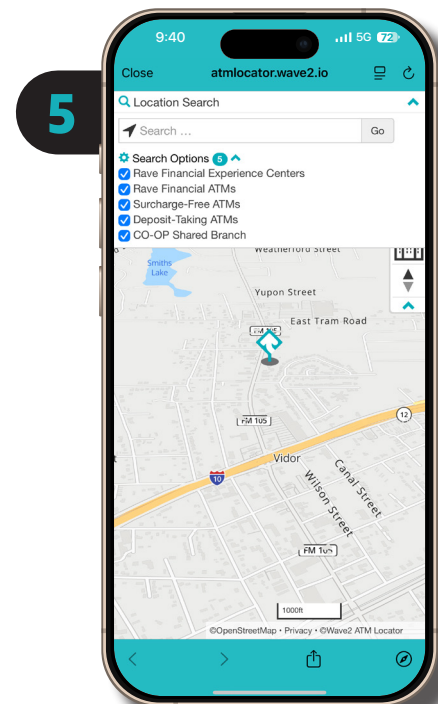 5
9:40
5G 72
Close
atmlocator.wave2.io
Location Search
Search ...
Go
Search Options 5
Rave Financial Experience Centers
Rave Financial ATMs
Surcharge-Free ATMs
Deposit-Taking ATMs
CO-OP Shared Branch
Weatherford Street
Smiths
Lake
Yupon Street
East Tram Road
FM 105
12
FM 105
Vidor
10
Canal Street
Wilson Street
FM 105
1000ft
©OpenStreetMap • Privacy • ©Wave2 ATM Locator